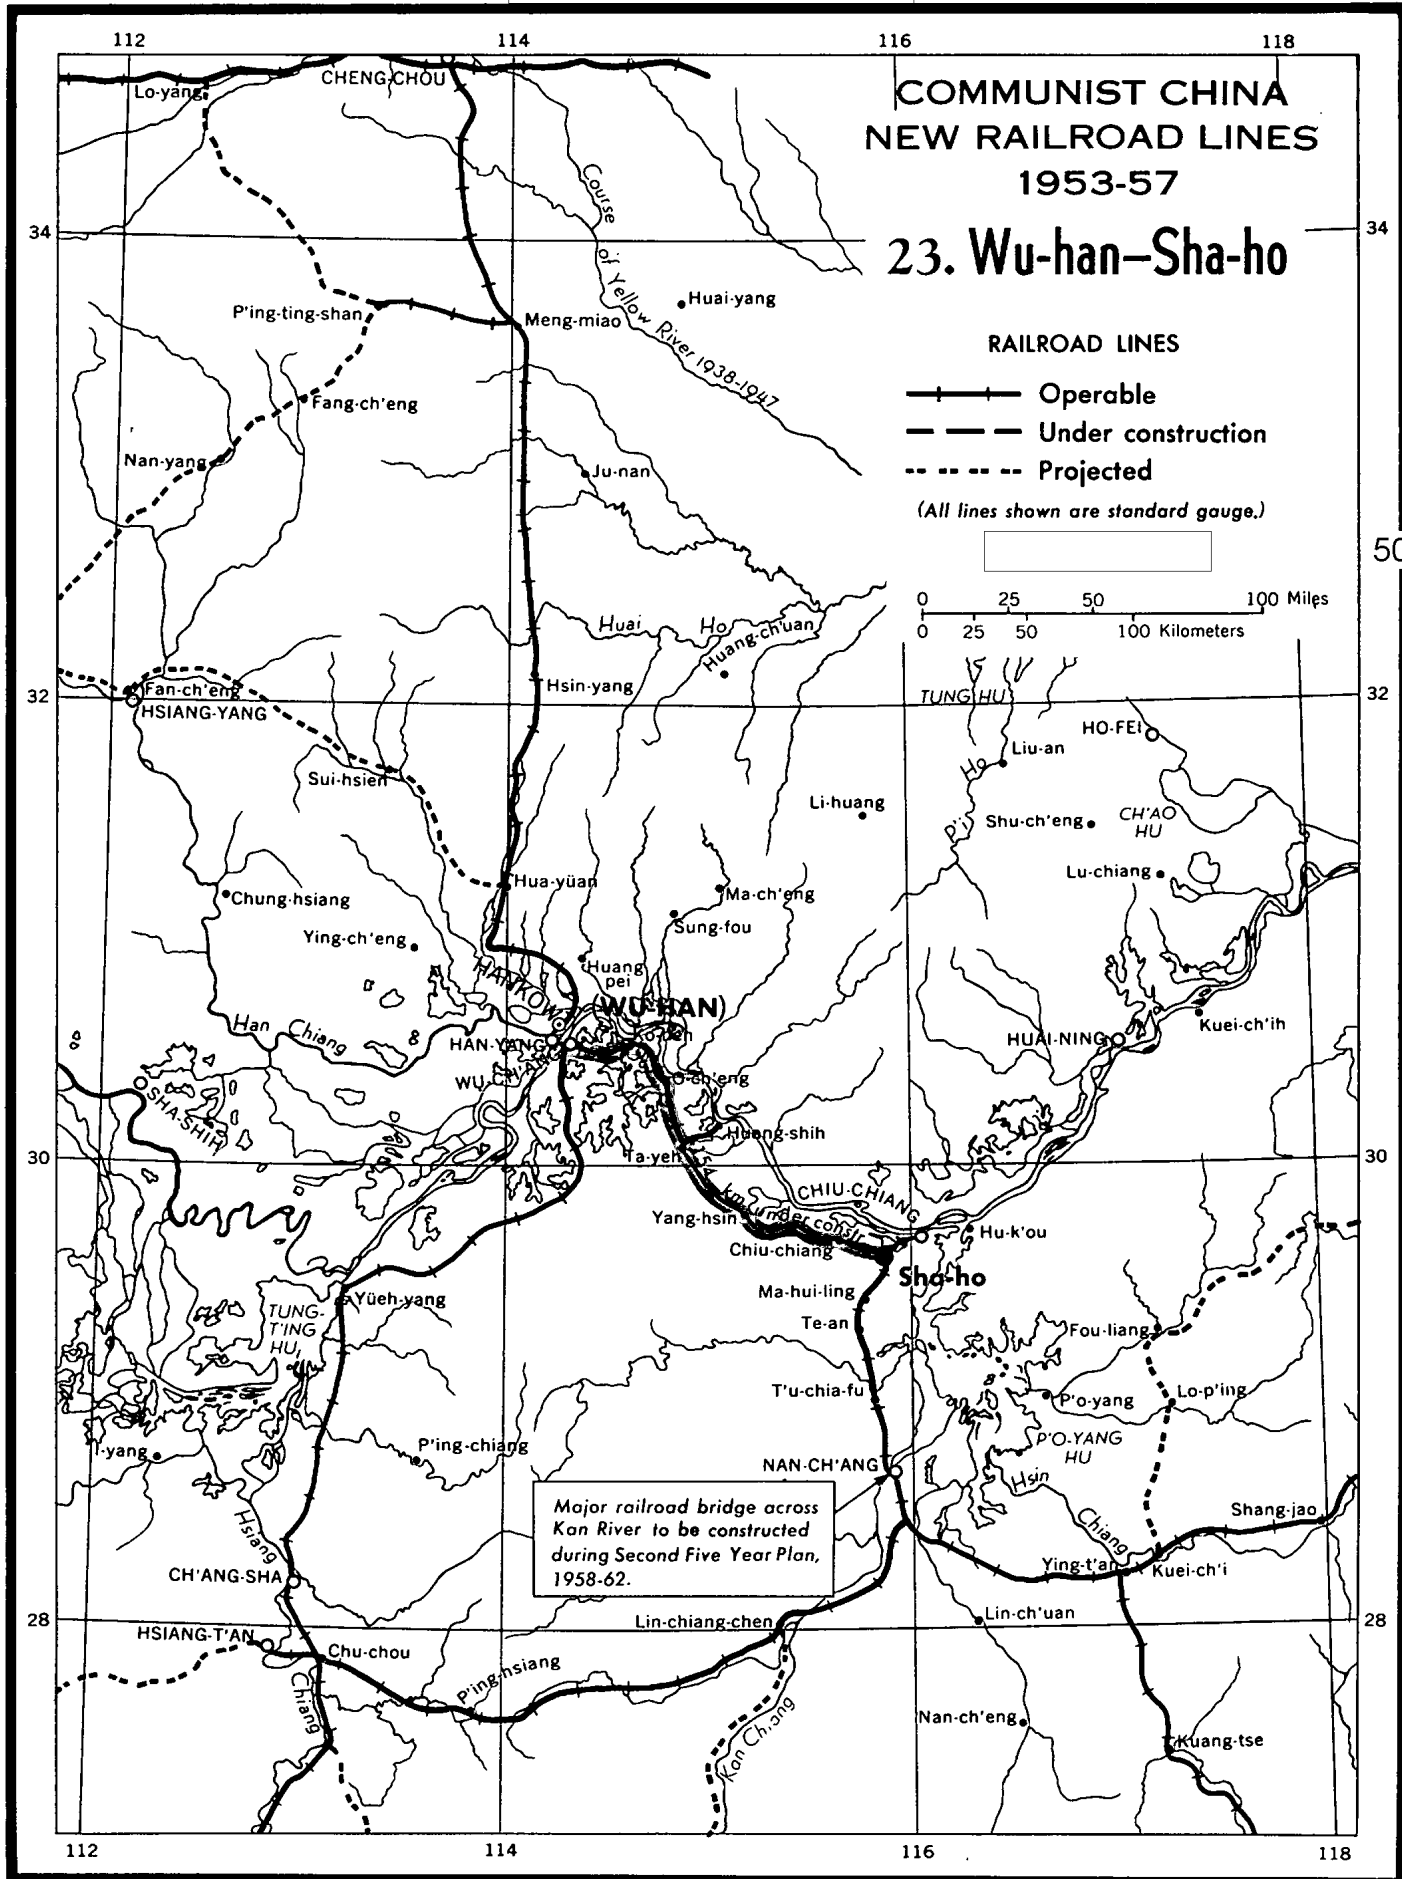 112 114 116 118
COMMUNIST CHINA
NEW RAILROAD LINES
1953-57
23. Wu-han–Sha-ho
RAILROAD LINES
Operable
Under construction
Projected
(All lines shown are standard gauge.)
50
0 25 50 100 Miles
0 25 50 100 Kilometers
Lo-yang
CHENG-CHOU
34 34
Course of Yellow River 1938-1947
Huai-yang
P'ing-ting-shan
Meng-miao
Fang-ch'eng
Nan-yang
Ju-nan
Huai Ho
Huang-ch'uan
Hsin-yang
Fan-ch'eng
32 32
HSIANG-YANG
TUNG HU
HO-FEI
Liu-an
P'i Ho
Sui-hsien
Li-huang
Shu-ch'eng
CH'AO
HU
Lu-chiang
Hua-yüan
Chung-hsiang
Ma-ch'eng
Sung-fou
Ying-ch'eng
Huang
pei
HANKOW
(WU-HAN)
Kuei-ch'ih
Han Chiang
HAN-YANG
HUAI-NING
WU-CH'ANG
O-ch'eng
SHA-SHIH
Huang-shih
30 30
Ta-yeh
154 km. under constr.
CHIU-CHIANG
Yang-hsin
Hu-k'ou
Chiu-chiang
Sha-ho
Ma-hui-ling
Yüeh-yang
TUNG-
T'ING
HU
Te-an
Fou-liang
T'u-chia-fu
P'o-yang
Lo-p'ing
I-yang
P'ing-chiang
P'O-YANG
HU
NAN-CH'ANG
Hsin Chiang
Major railroad bridge across
Kan River to be constructed
during Second Five Year Plan,
1958-62.
Shang-jao
Hsiang
Ying-t'an
Kuei-ch'i
CH'ANG-SHA
28 28
Lin-chiang-chen
Lin-ch'uan
HSIANG-T'AN
Chu-chou
P'ing-hsiang
Chiang
Kan Chiang
Nan-ch'eng
Kuang-tse
112 114 116 118